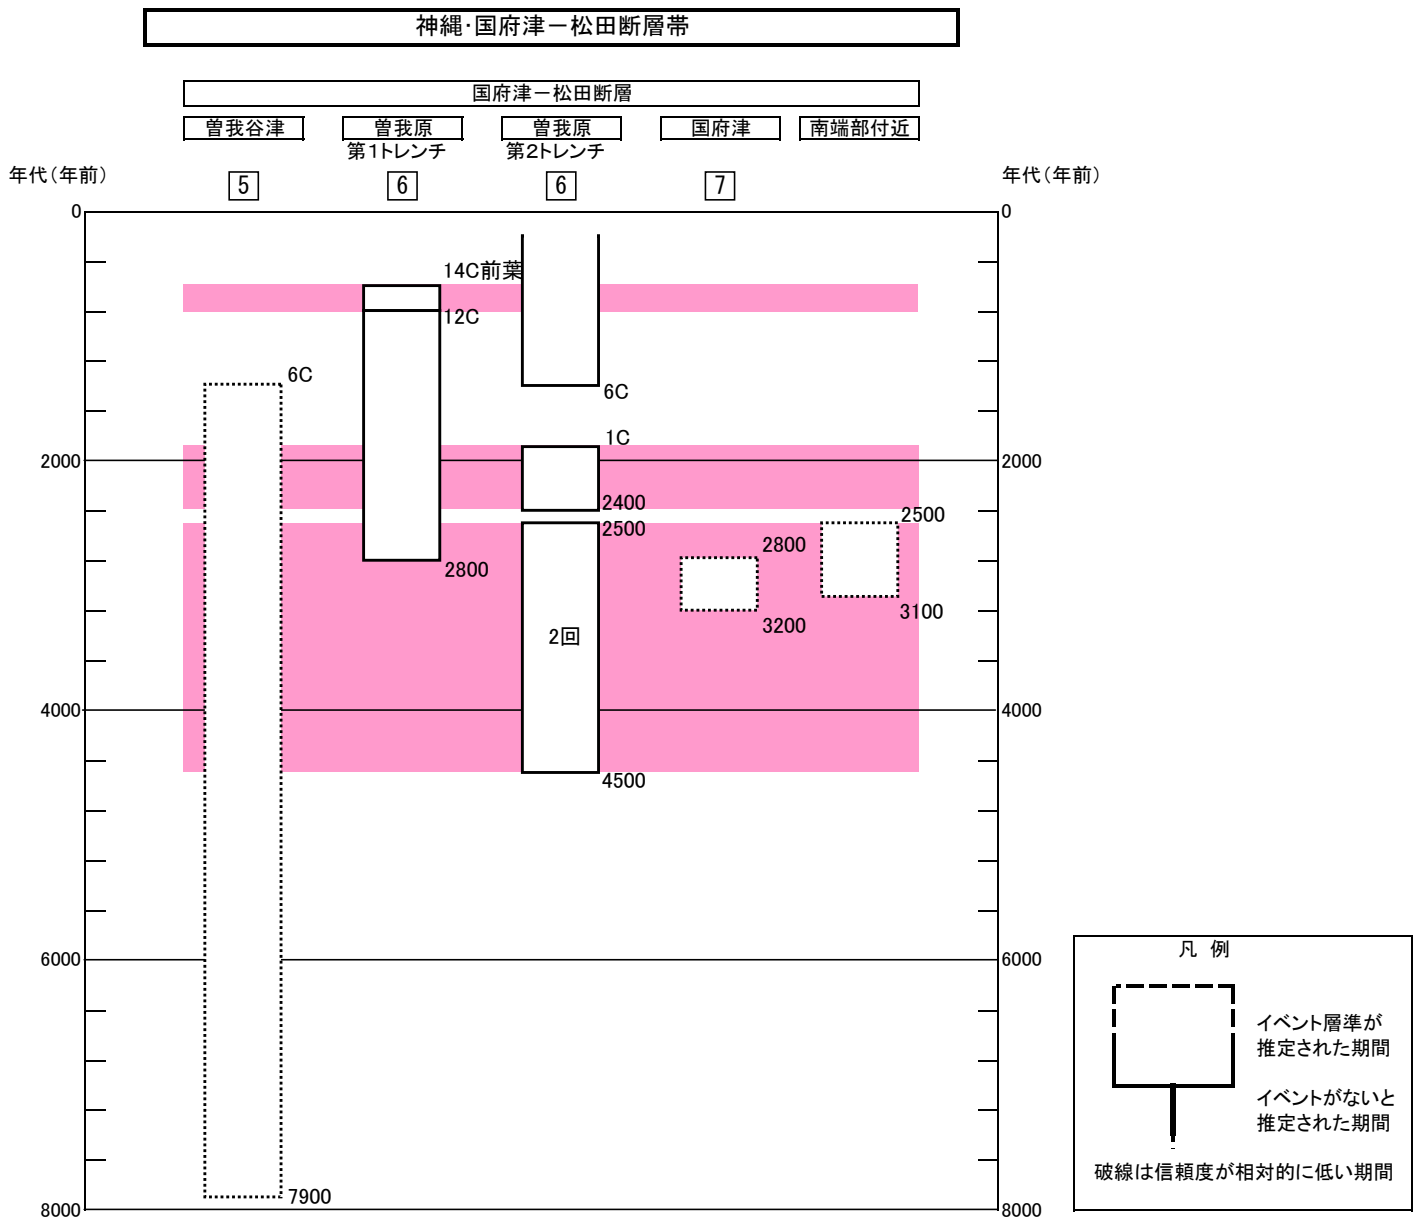 神縄・国府津－松田断層帯
国府津－松田断層
曽我谷津
曽我原
曽我原
国府津
南端部付近
第1トレンチ
第2トレンチ
年代（年前）
年代（年前）
5
6
6
7
0
0
14C前葉
12C
6C
6C
1C
2000
2000
2400
2500
2500
2800
2800
3100
3200
2回
4000
4000
4500
6000
6000
7900
8000
8000
凡 例
イベント層準が
推定された期間
イベントがないと
推定された期間
破線は信頼度が相対的に低い期間